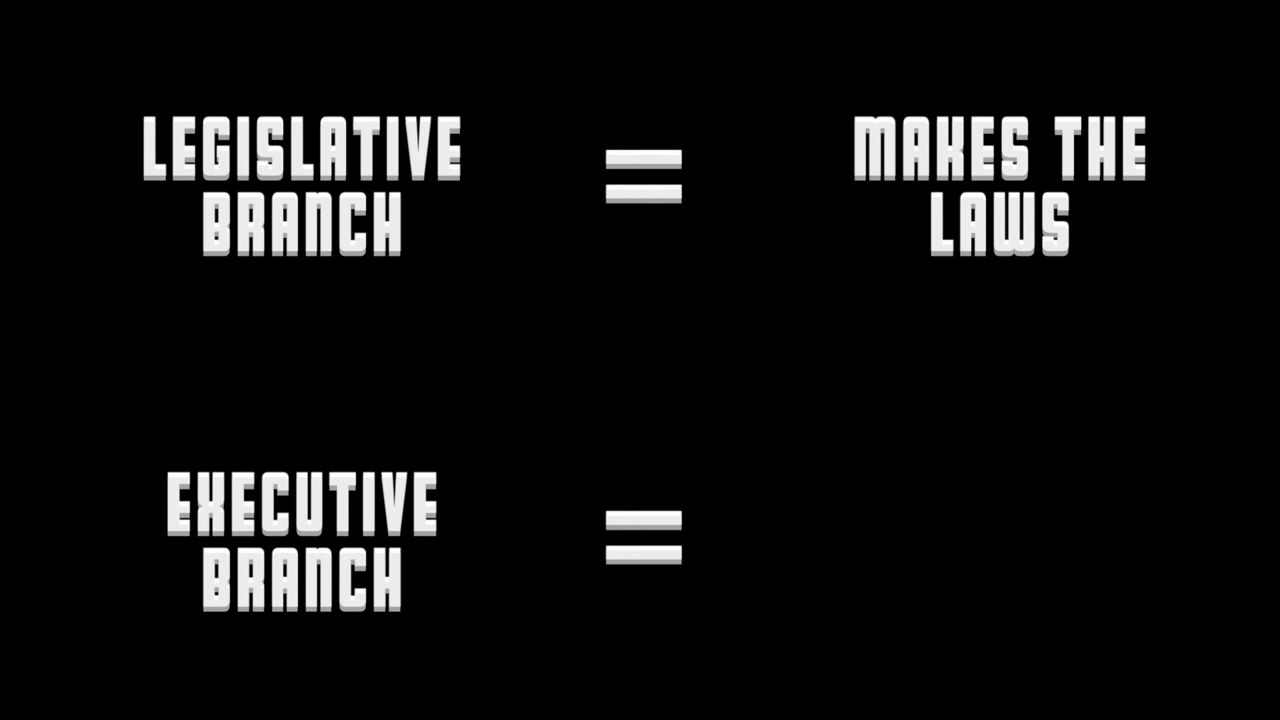 LEGISLATIVE
BRANCH
=
MAKES THE
LAWS
EXECUTIVE
BRANCH
=